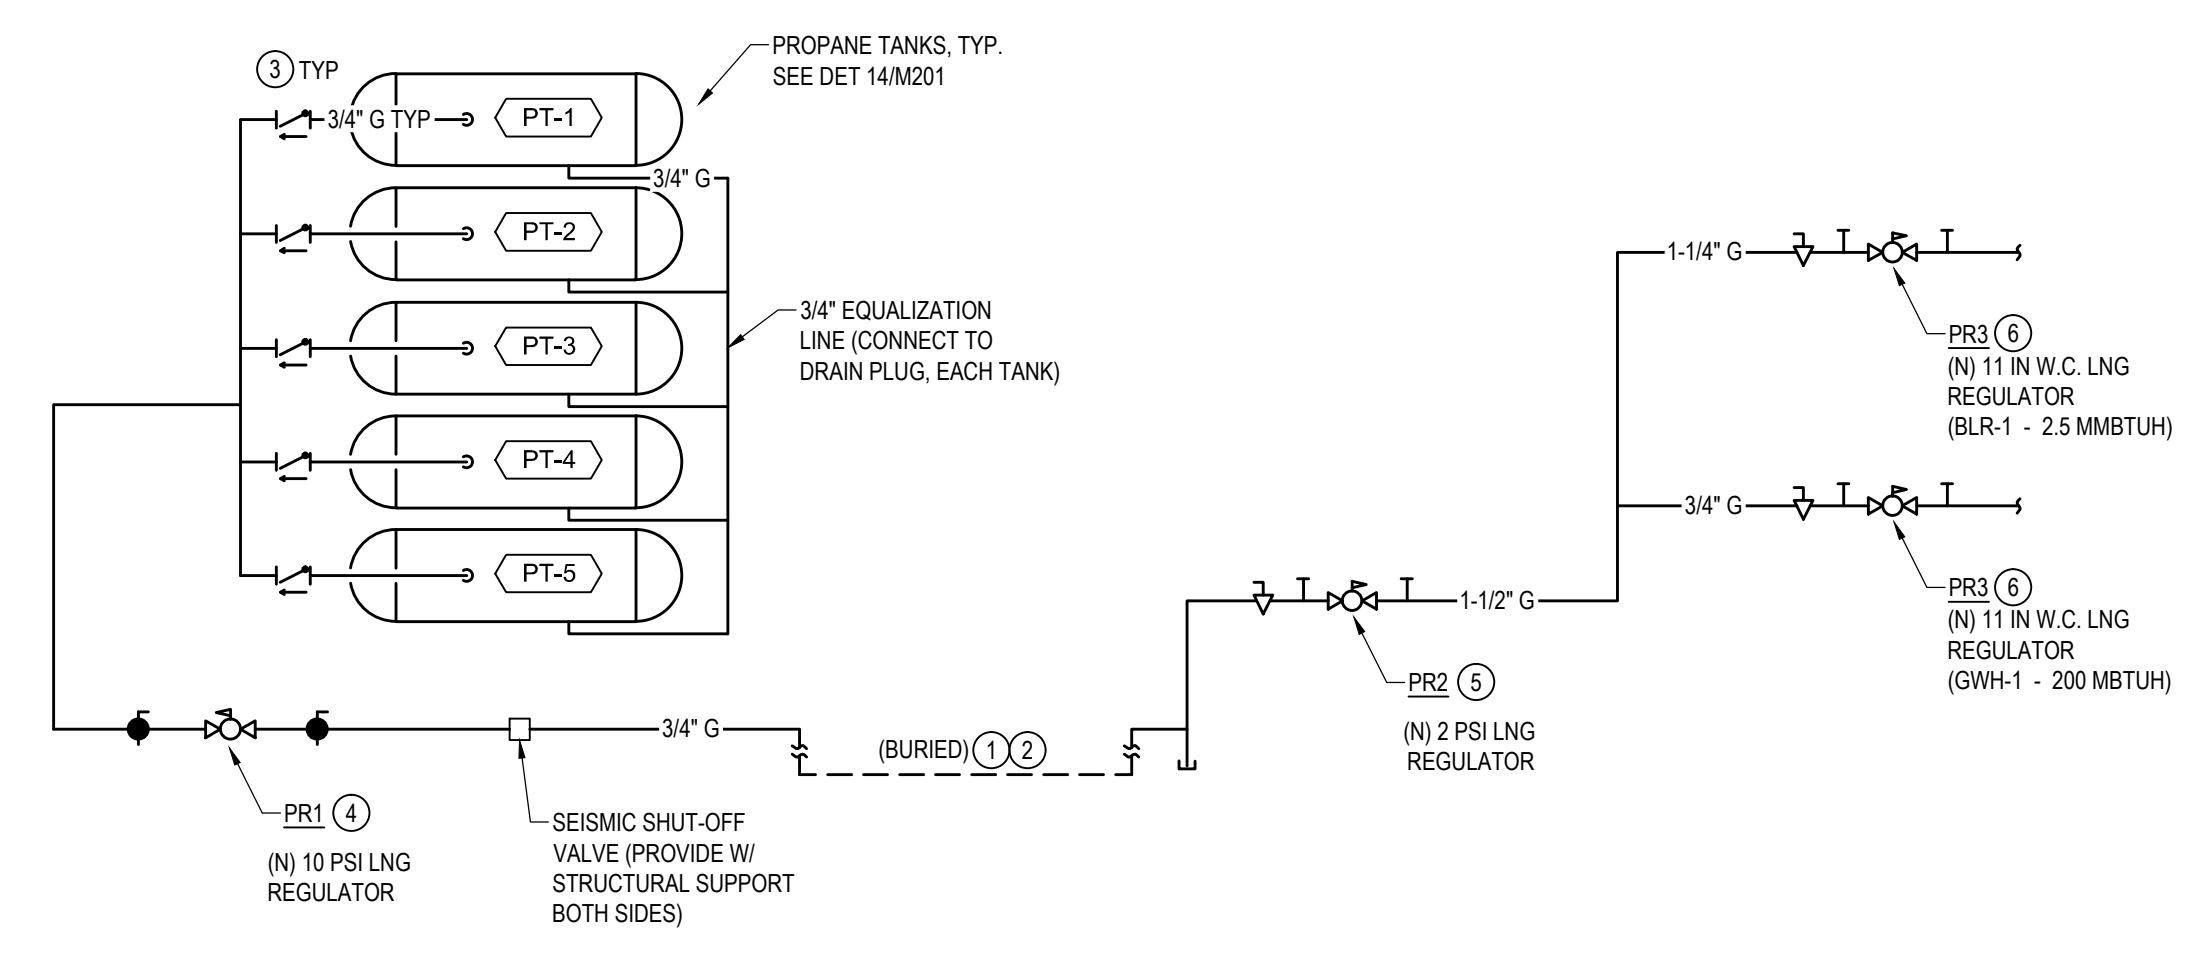 3 TYP
PROPANE TANKS, TYP.
SEE DET 14/M201
3/4" G TYP
PT-1
3/4" G
PT-2
PT-3
3/4" EQUALIZATION
LINE (CONNECT TO
DRAIN PLUG, EACH TANK)
PT-4
PT-5
3/4" G
(BURIED) 1 2
PR1 4
(N) 10 PSI LNG
REGULATOR
SEISMIC SHUT-OFF
VALVE (PROVIDE W/
STRUCTURAL SUPPORT
BOTH SIDES)
1-1/2" G
PR2 5
(N) 2 PSI LNG
REGULATOR
1-1/4" G
PR3 6
(N) 11 IN W.C. LNG
REGULATOR
(BLR-1 - 2.5 MMBTUH)
3/4" G
PR3 6
(N) 11 IN W.C. LNG
REGULATOR
(GWH-1 - 200 MBTUH)